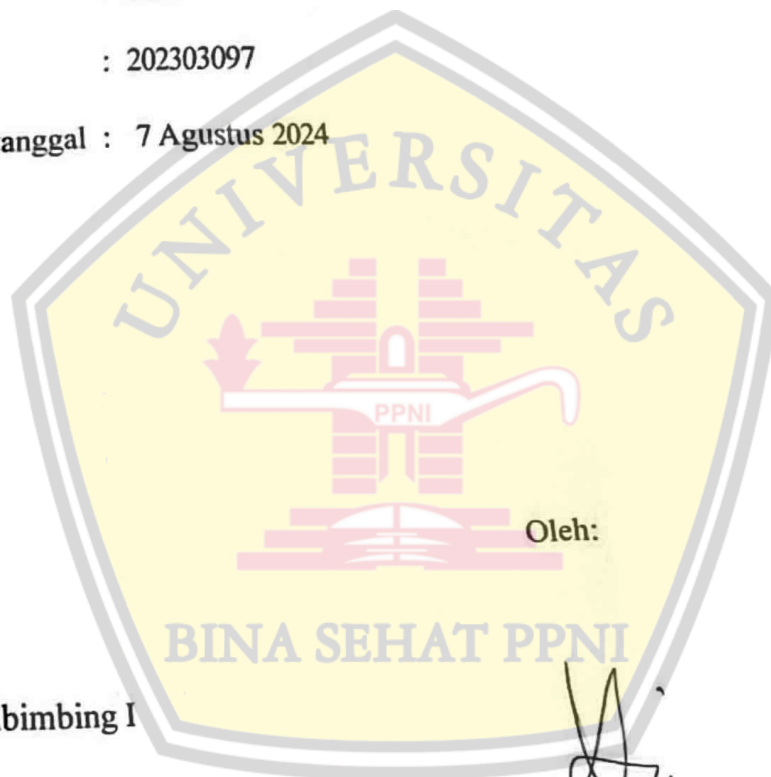 : 202303097
anggal : 7 Agustus 2024
UNIVERSITAS
PPNI
Oleh:
BINA SEHAT PPNI
bimbing I